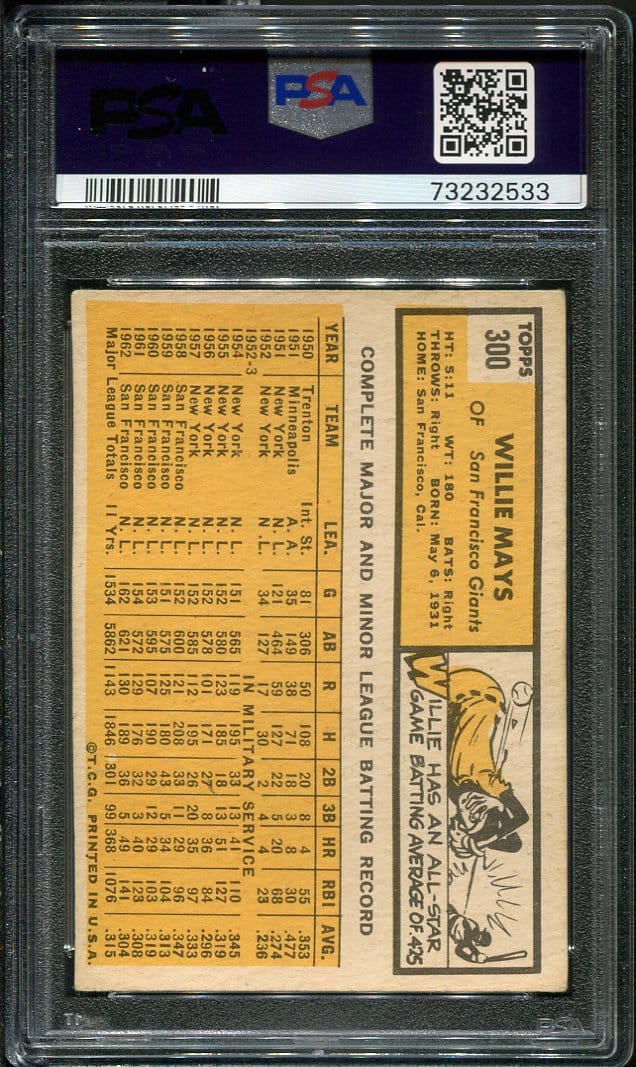 PSA
PSA
73232533
TOPPS
300
WILLIE MAYS
OF San Francisco Giants
HT: 5:11 WT: 180 BATS: Right
THROWS: Right BORN: May 6, 1931
HOME: San Francisco, Cal.
WILLIE HAS AN ALL-STAR
GAME BATTING AVERAGE OF .475
COMPLETE MAJOR AND MINOR LEAGUE BATTING RECORD
YEAR TEAM LEA. G AB R H 2B 3B HR RBI AVG.
1950 Trenton Int. St. 81 306 50 108 20 8 4 55 .353
1951 Minneapolis A. A. 35 149 38 71 18 3 8 30 .477
1951 New York N. L. 121 464 59 127 22 5 20 68 .274
1952 New York N .L. 34 127 17 30 2 4 4 23 .236
1952-3 IN MILITARY SERVICE
1954 New York N. L. 151 565 119 195 33 13 41 110 .345
1955 New York N. L. 152 580 123 185 18 13 51 127 .319
1956 New York N. L. 152 578 101 171 27 8 36 84 .296
1957 New York N. L. 152 585 112 195 26 20 35 97 .333
1958 San Francisco N. L. 152 600 121 208 33 11 29 96 .347
1959 San Francisco N. L. 151 575 125 180 43 5 34 104 .313
1960 San Francisco N. L. 153 595 107 190 29 12 29 103 .319
1961 San Francisco N. L. 154 572 129 176 32 3 40 123 .308
1962 San Francisco N. L. 162 621 130 189 36 5 49 141 .304
Major League Totals 11 Yrs. 1534 5862 1143 1846 301 99 368 1076 .315
©T.C.G. PRINTED IN U.S.A.
PSA